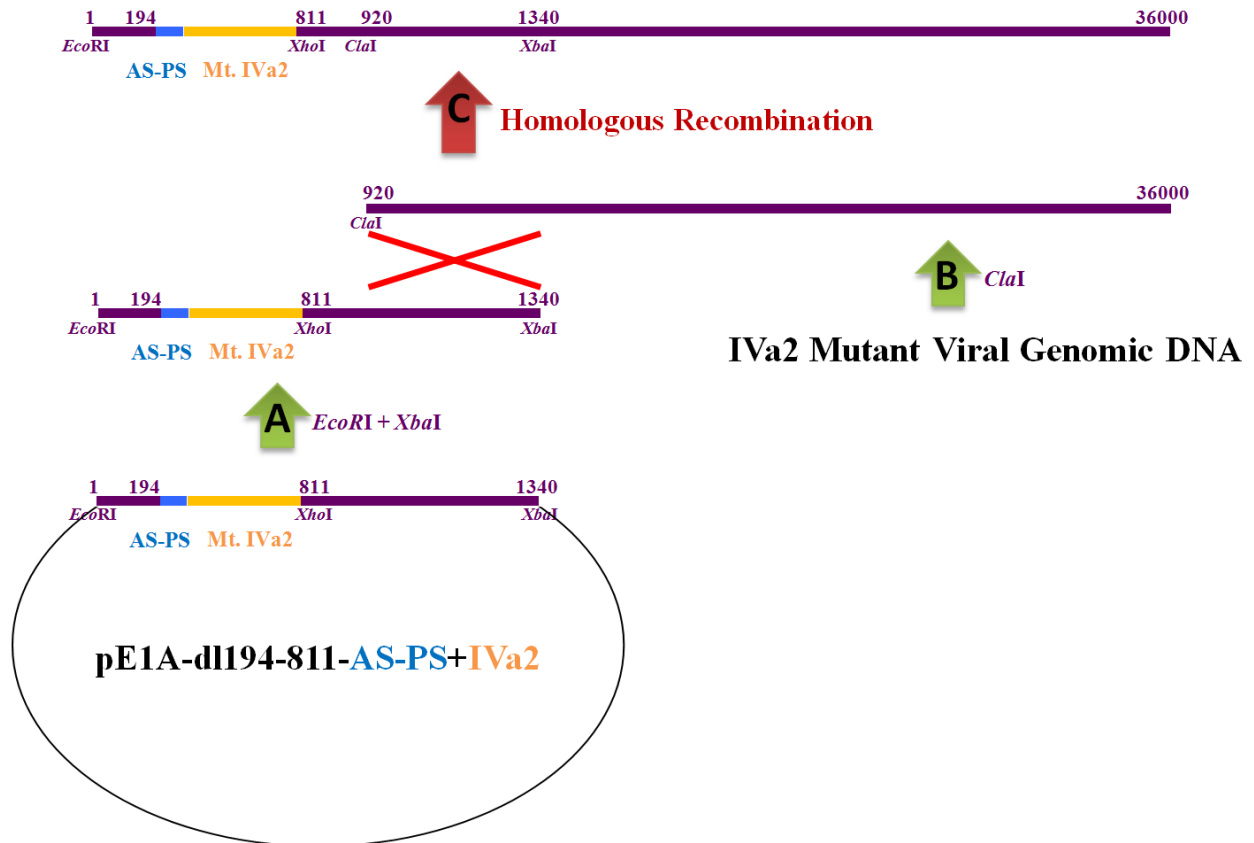 1 194 811 920 1340 36000
EcoRI XhoI ClaI XbaI
AS-PS Mt. IVa2
C Homologous Recombination
920 36000
ClaI
B ClaI
1 194 811 1340
EcoRI XhoI XbaI
AS-PS Mt. IVa2
IVa2 Mutant Viral Genomic DNA
A EcoRI + XbaI
1 194 811 1340
EcoRI XhoI XbaI
AS-PS Mt. IVa2
pE1A-dl194-811-AS-PS+IVa2